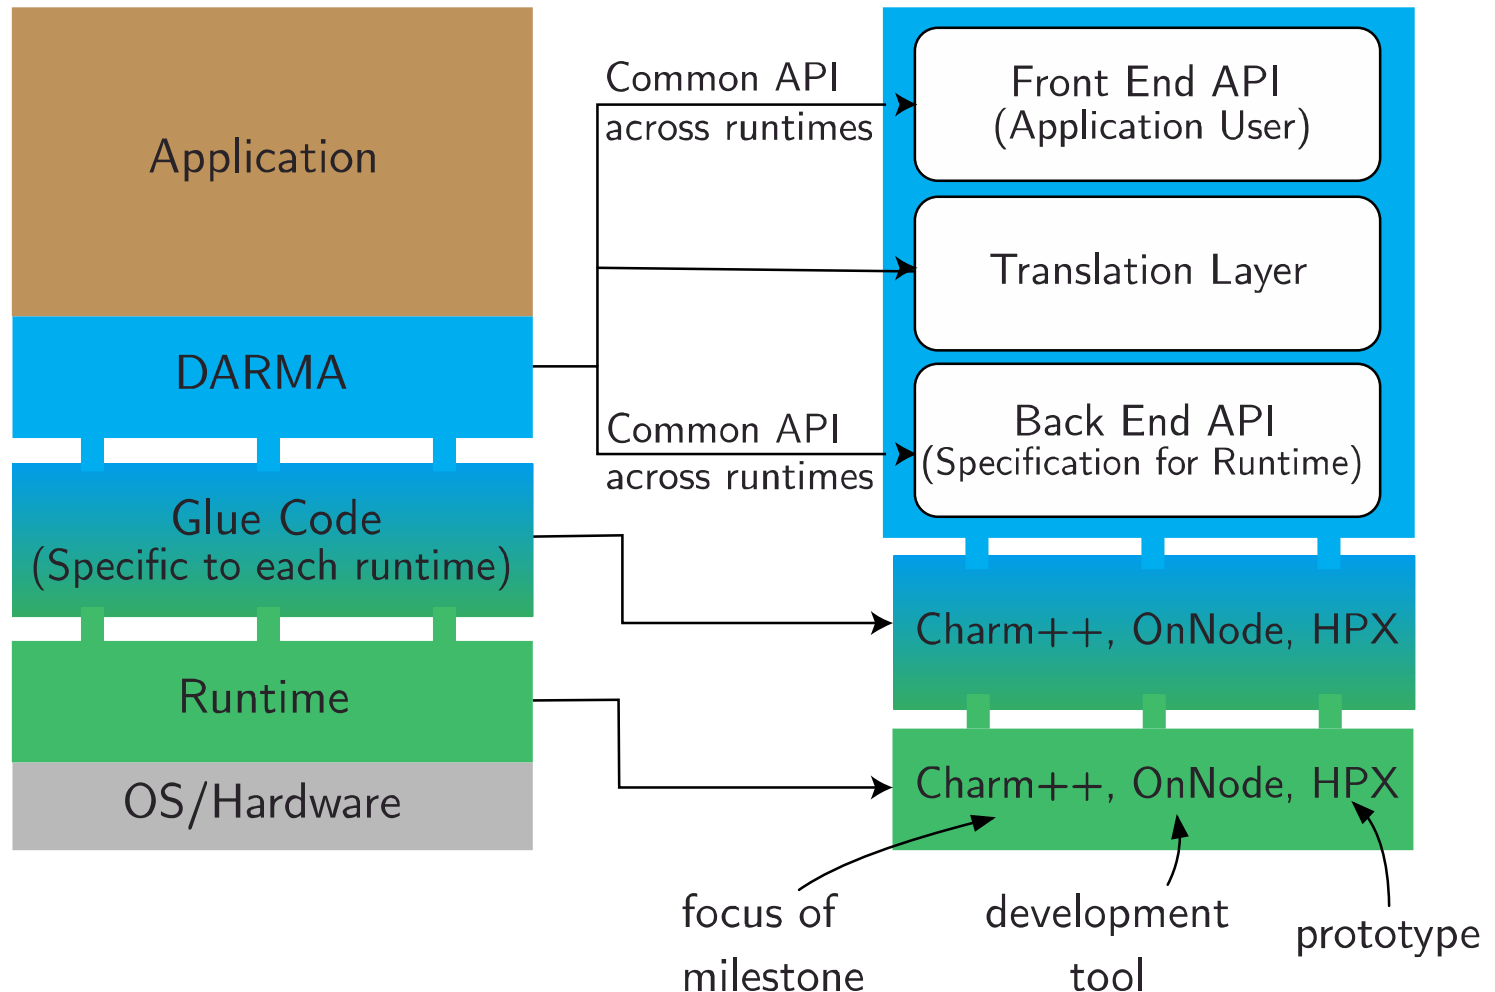 Application
DARMA
Glue Code
(Specific to each runtime)
Runtime
OS/Hardware
Common API
across runtimes
Common API
across runtimes
Front End API
(Application User)
Translation Layer
Back End API
(Specification for Runtime)
Charm++, OnNode, HPX
Charm++, OnNode, HPX
focus of
milestone
development
tool
prototype